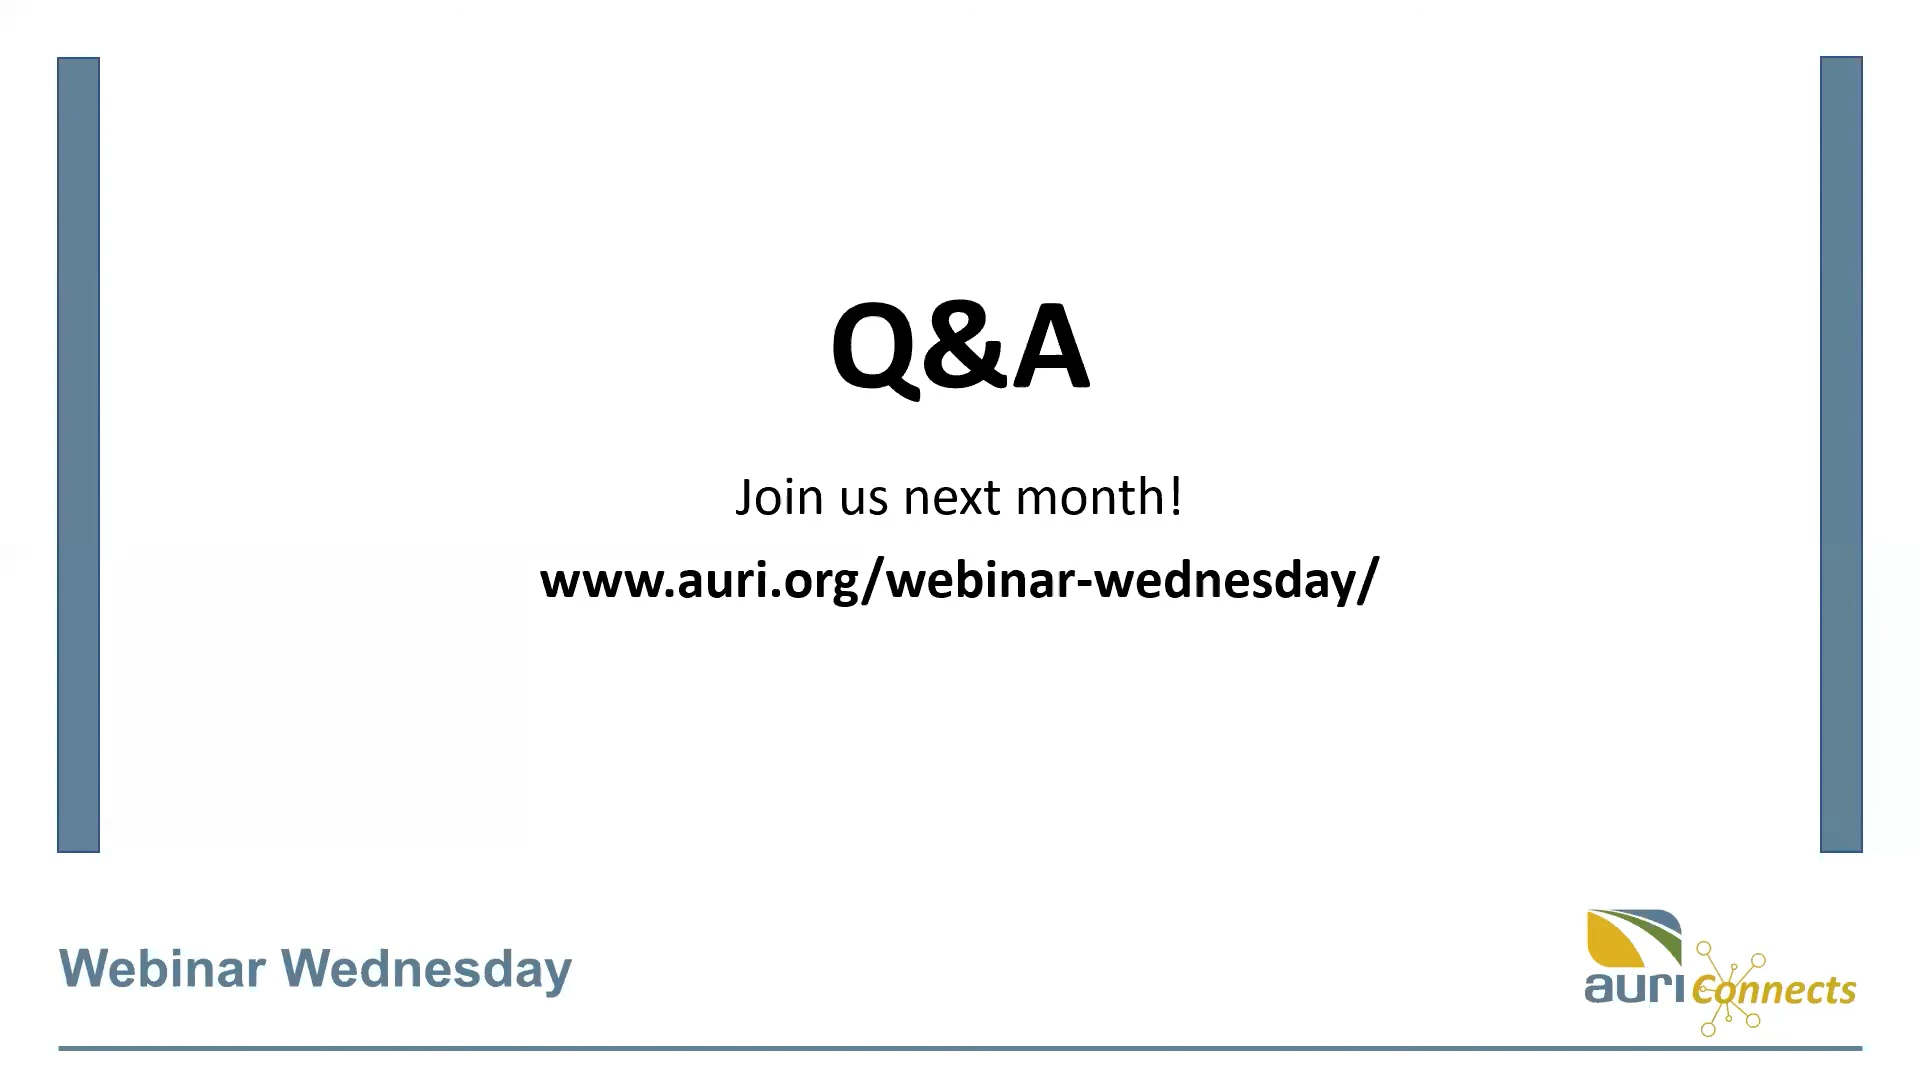 Q&A
Join us next month!
www.auri.org/webinar-wednesday/
Webinar Wednesday
auri Connects